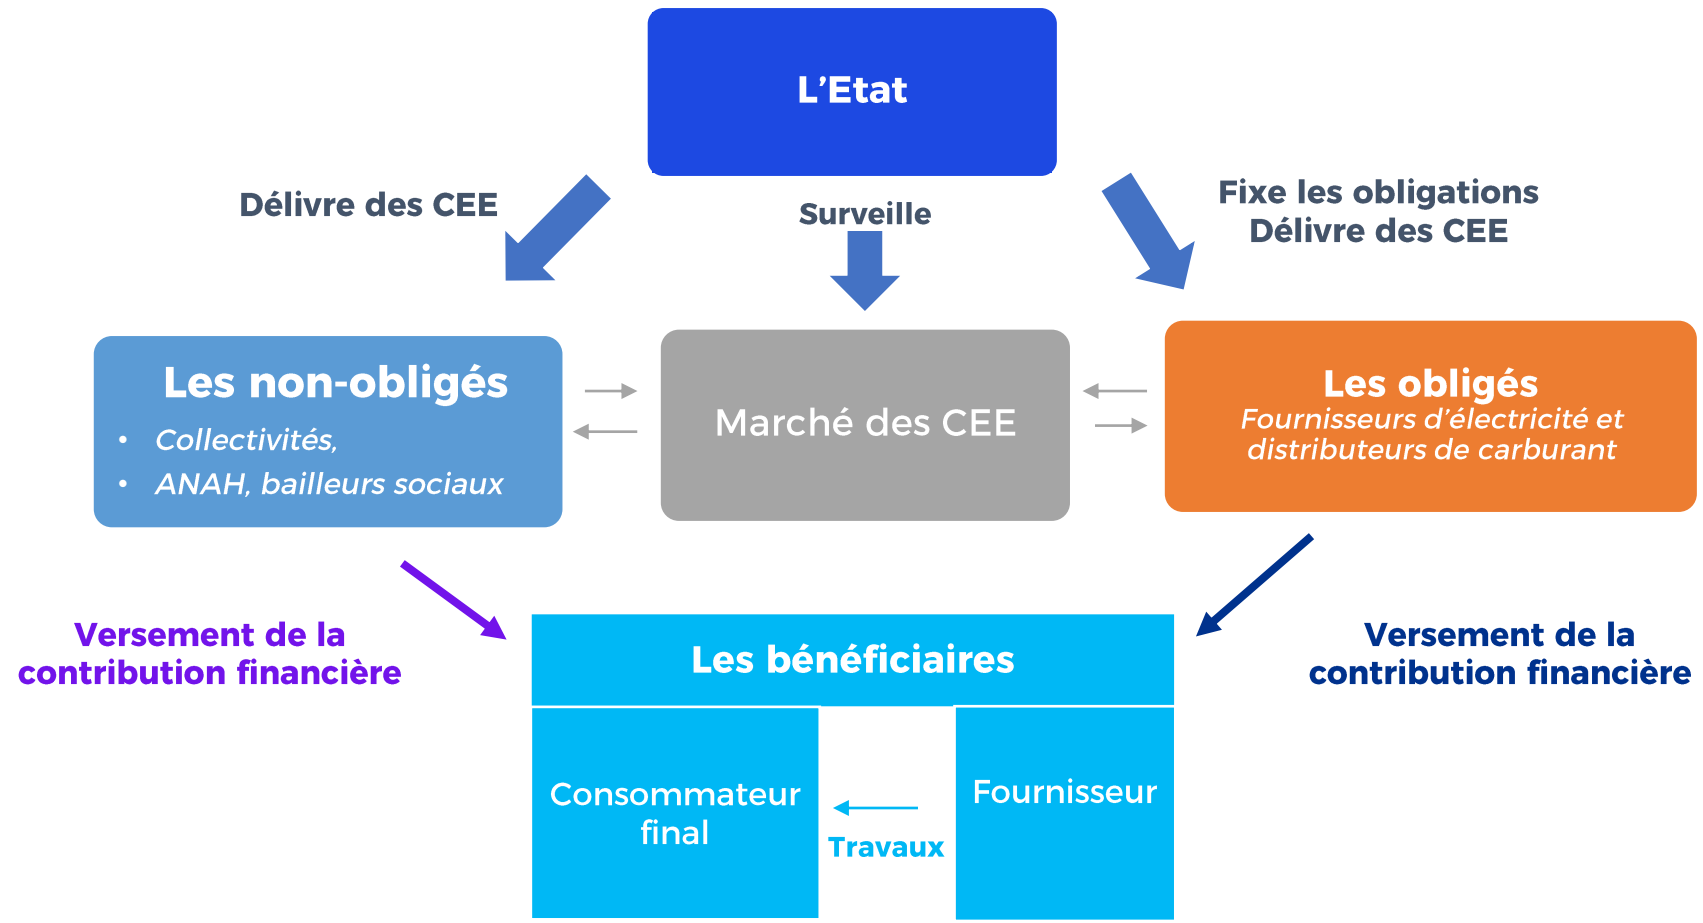 L’Etat
Délivre des CEE
Surveille
Fixe les obligations
Délivre des CEE
Les non-obligés
• Collectivités,
• ANAH, bailleurs sociaux
Marché des CEE
Les obligés
Fournisseurs d’électricité et
distributeurs de carburant
Versement de la
contribution financière
Versement de la
contribution financière
Les bénéficiaires
Consommateur
final
Travaux
Fournisseur